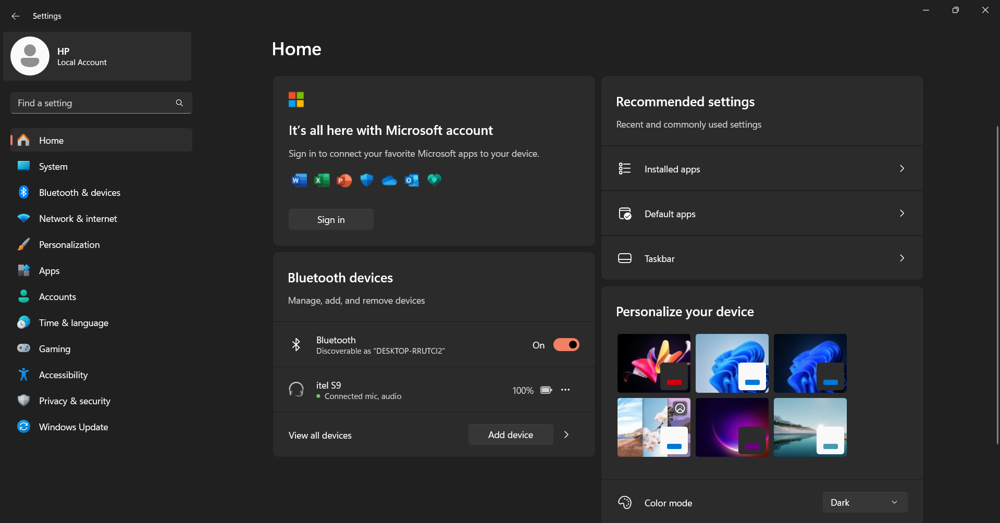 Settings
HP
Local Account
Find a setting
Home
System
Bluetooth & devices
Network & internet
Personalization
Apps
Accounts
Time & language
Gaming
Accessibility
Privacy & security
Windows Update
Home
It's all here with Microsoft account
Sign in to connect your favorite Microsoft apps to your device.
Sign in
Bluetooth devices
Manage, add, and remove devices
Bluetooth
Discoverable as “DESKTOP-RRUTCI2”
On
itel S9
Connected mic, audio
100%
View all devices
Add device
Recommended settings
Recent and commonly used settings
Installed apps
Default apps
Taskbar
Personalize your device
Color mode
Dark